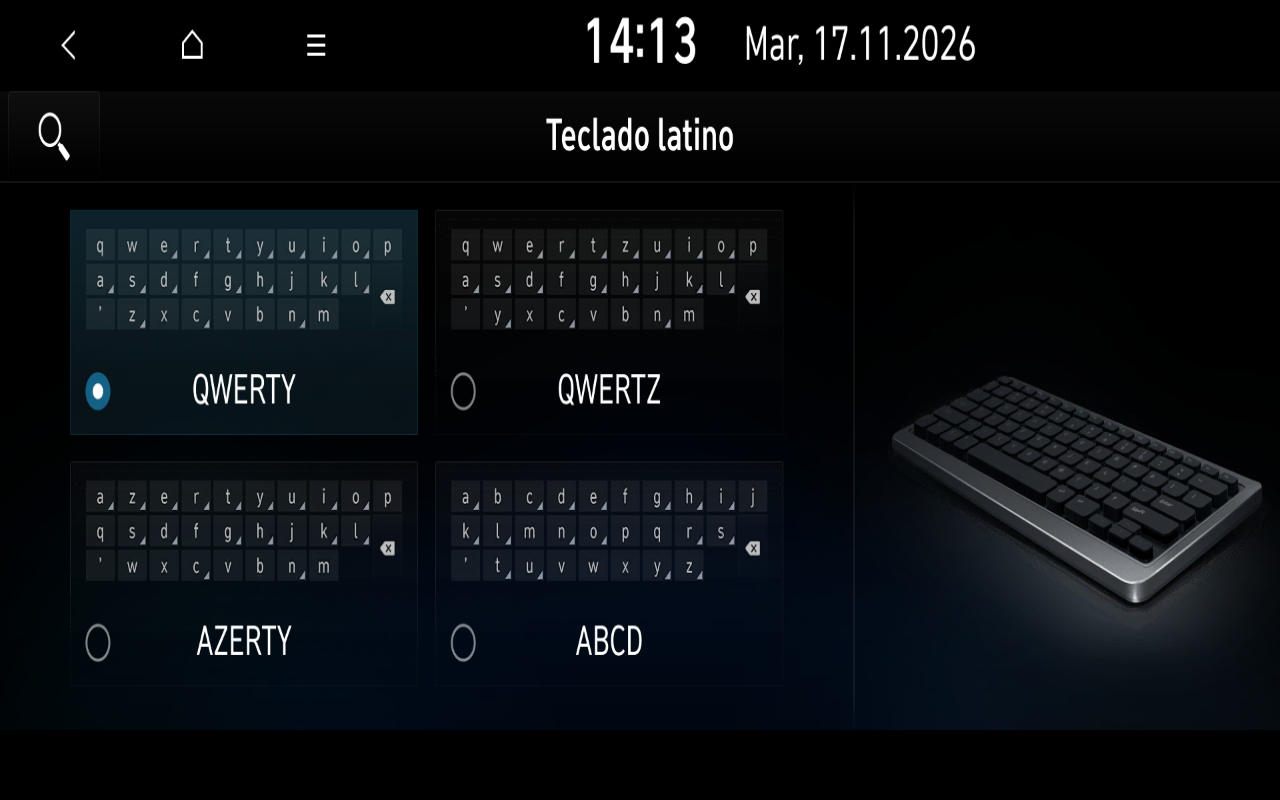 14:13 Mar, 17.11.2026
Teclado latino
q w e r t y u i o p
a s d f g h j k l
' z x c v b n m
QWERTY
q w e r t z u i o p
a s d f g h j k l
' y x c v b n m
QWERTZ
a z e r t y u i o p
q s d f g h j k l
' w x c v b n m
AZERTY
a b c d e f g h i j
k l m n o p q r s
' t u v w x y z
ABCD